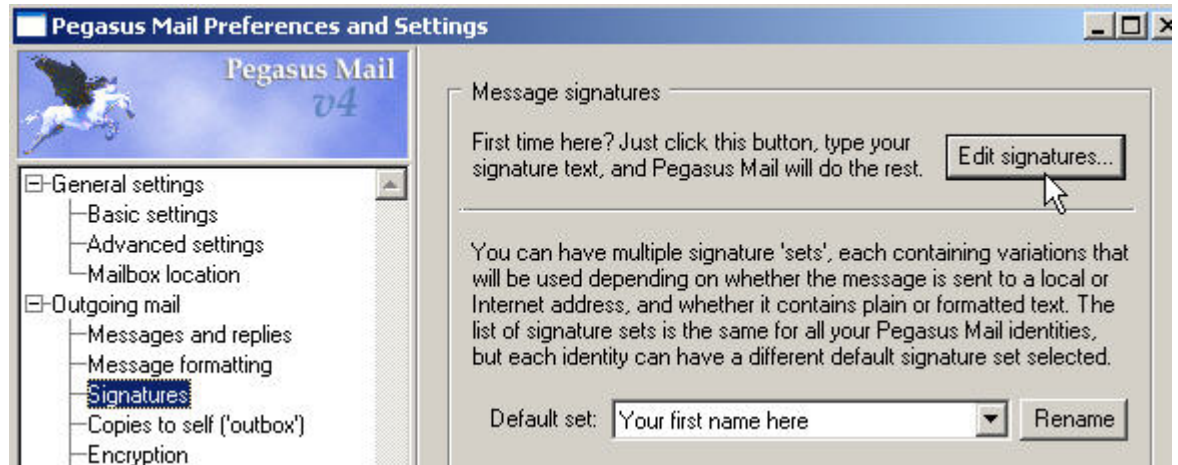 Pegasus Mail Preferences and Settings
Pegasus Mail
v4
General settings
Basic settings
Advanced settings
Mailbox location
Outgoing mail
Messages and replies
Message formatting
Signatures
Copies to self ('outbox')
Encryption
Message signatures
First time here? Just click this button, type your
signature text, and Pegasus Mail will do the rest.
Edit signatures...
You can have multiple signature 'sets', each containing variations that
will be used depending on whether the message is sent to a local or
Internet address, and whether it contains plain or formatted text. The
list of signature sets is the same for all your Pegasus Mail identities,
but each identity can have a different default signature set selected.
Default set: Your first name here Rename